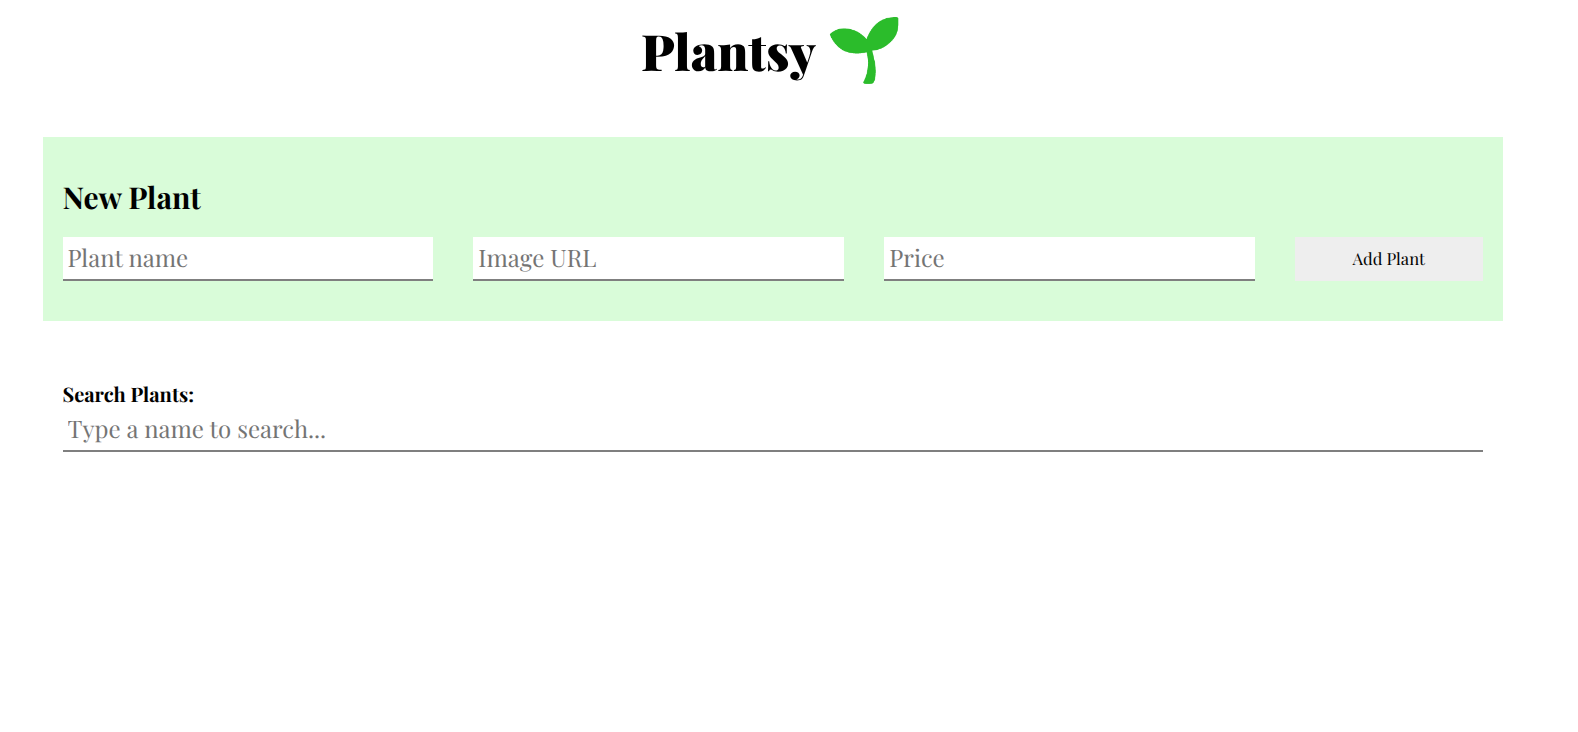 Plantsy
New Plant
Plant name
Image URL
Price
Add Plant
Search Plants:
Type a name to search...